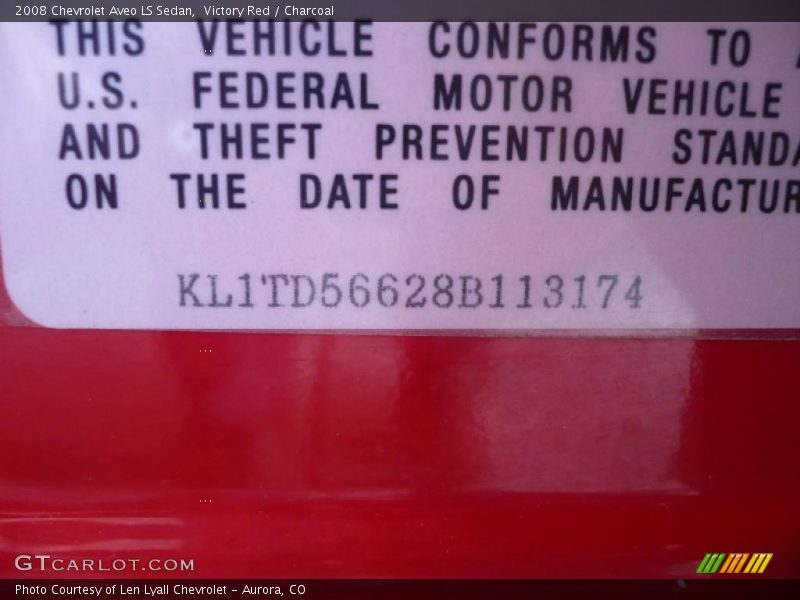 2008 Chevrolet Aveo LS Sedan, Victory Red / Charcoal
THIS VEHICLE CONFORMS TO
U.S. FEDERAL MOTOR VEHICLE
AND THEFT PREVENTION STANDA
ON THE DATE OF MANUFACTUR
KL1TD56628B113174
GTCARLOT.COM
Photo Courtesy of Len Lyall Chevrolet - Aurora, CO